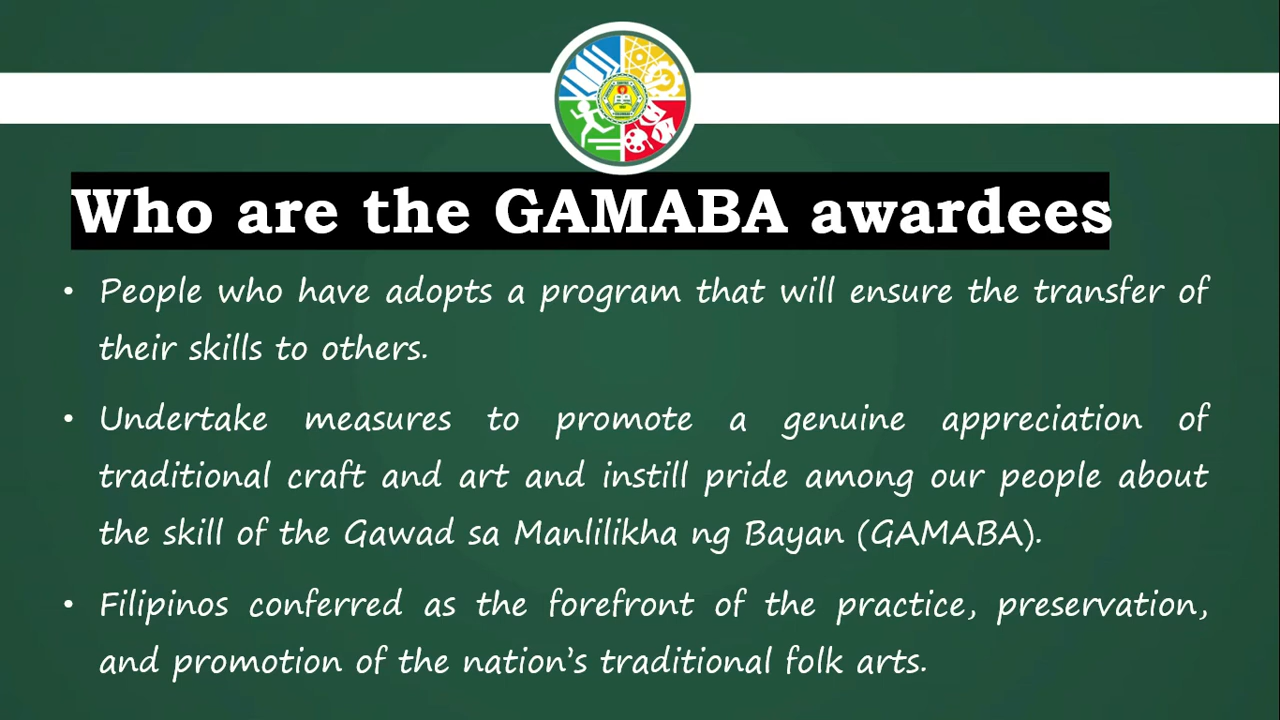 Who are the GAMABA awardees
• People who have adopts a program that will ensure the transfer of
their skills to others.
• Undertake measures to promote a genuine appreciation of
traditional craft and art and instill pride among our people about
the skill of the Gawad sa Manlilikha ng Bayan (GAMABA).
• Filipinos conferred as the forefront of the practice, preservation,
and promotion of the nation’s traditional folk arts.